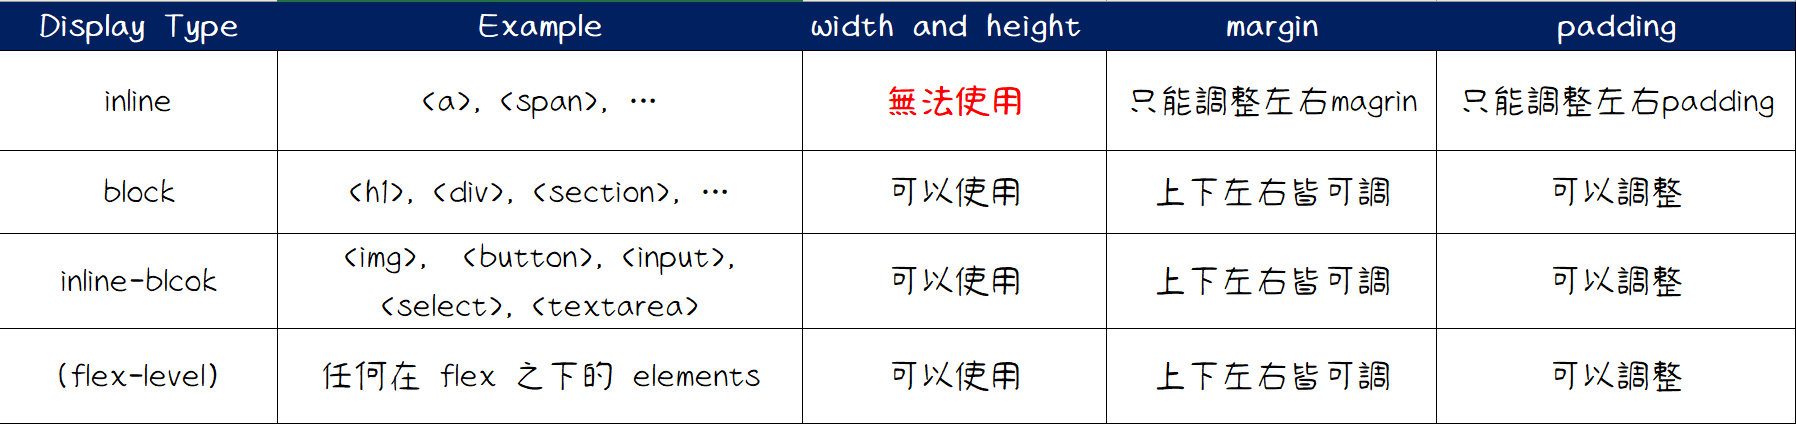 Display Type Example width and height margin padding
inline <a>, <span>, … 無法使用 只能調整左右magrin 只能調整左右padding
block <h1>, <div>, <section>, … 可以使用 上下左右皆可調 可以調整
<img>, <button>, <input>,
inline-blcok 可以使用 上下左右皆可調 可以調整
<select>, <textarea>
(flex-level) 任何在 flex 之下的 elements 可以使用 上下左右皆可調 可以調整